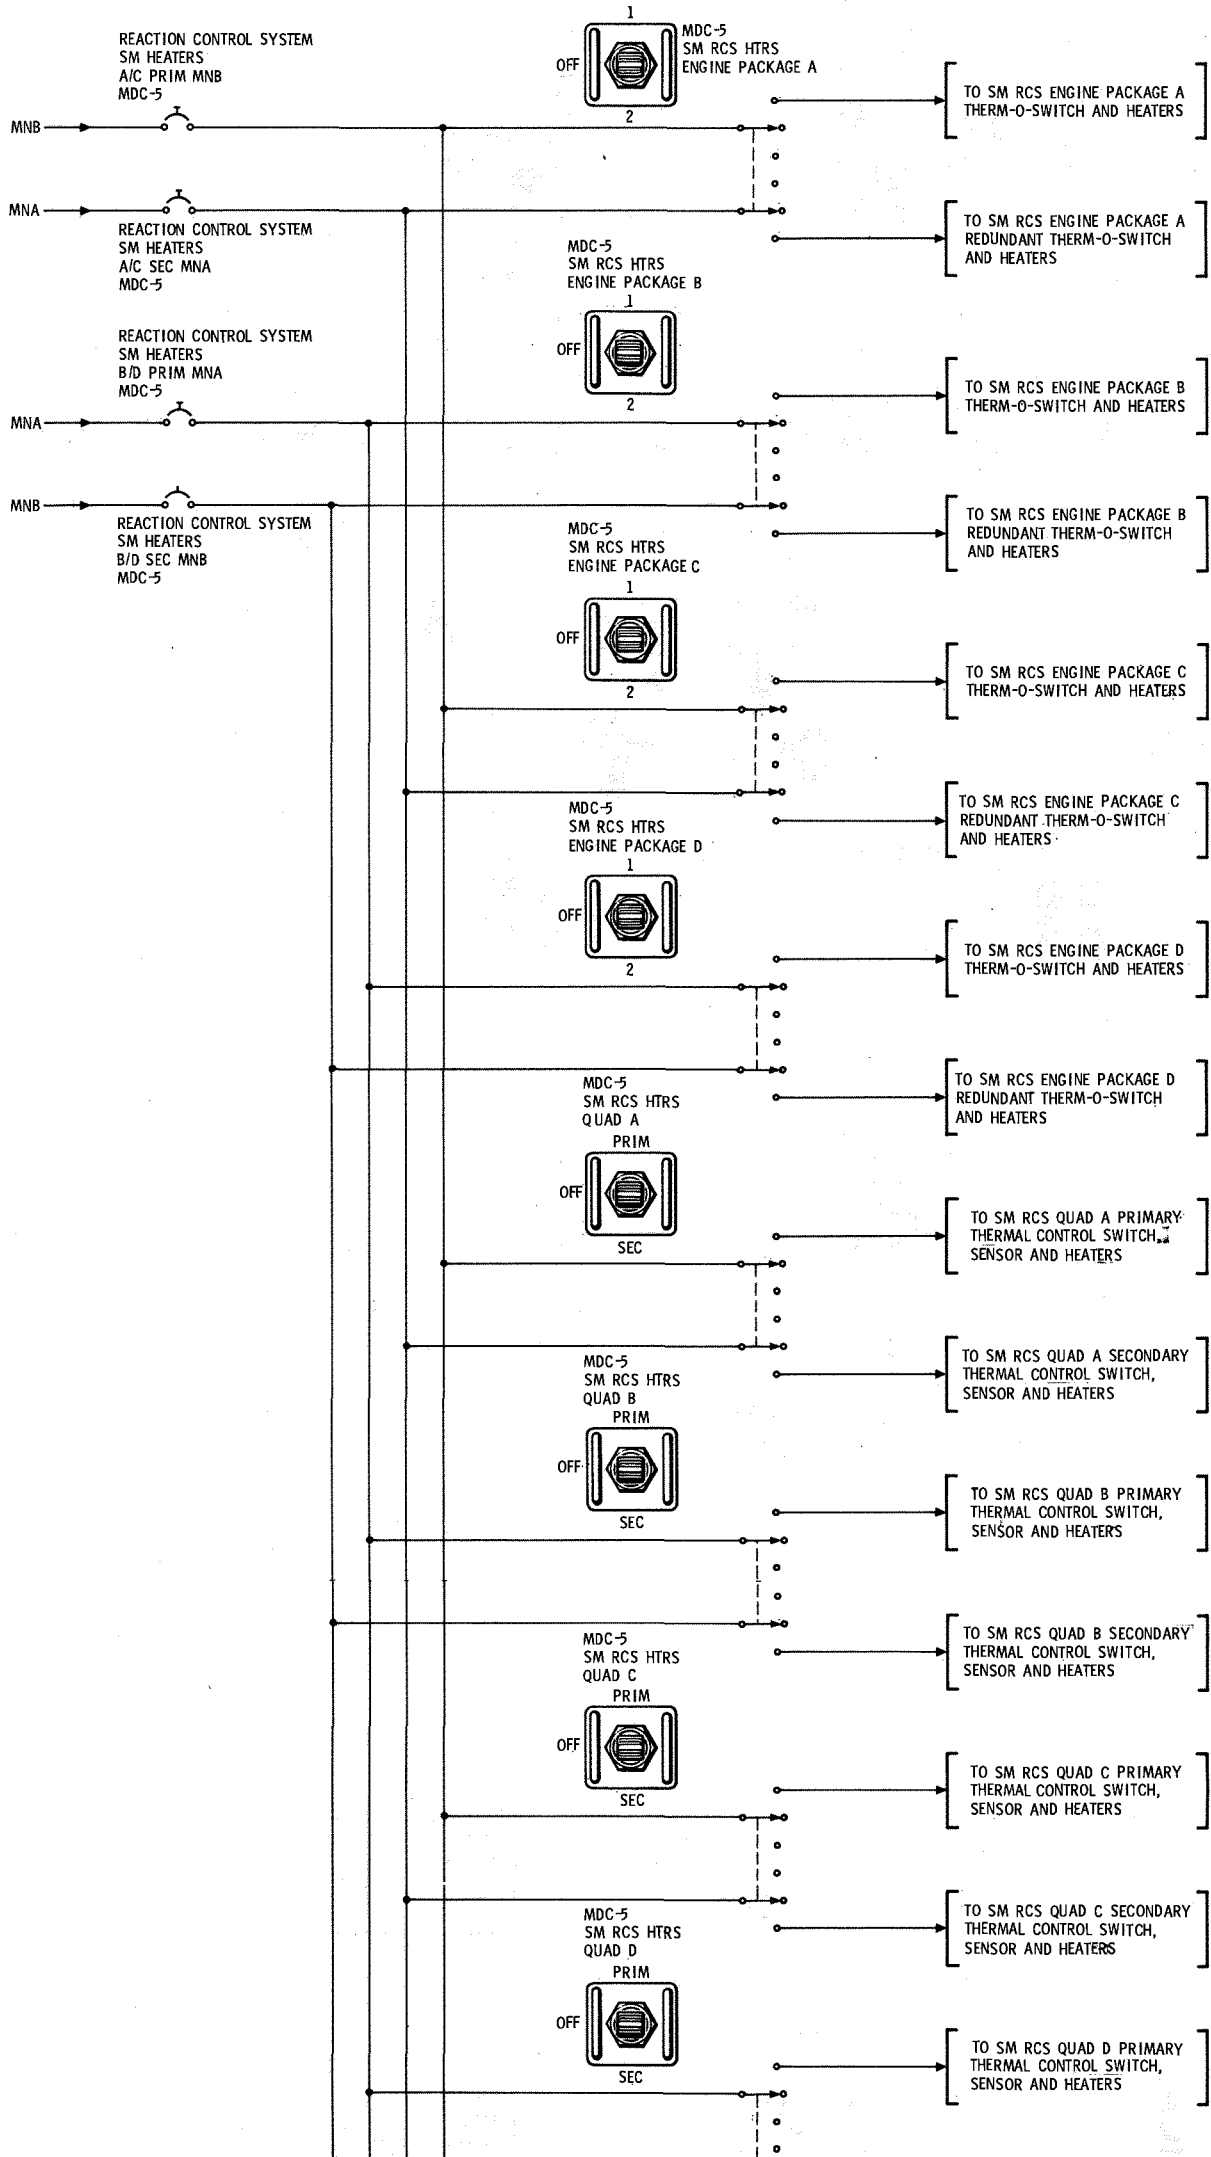 REACTION CONTROL SYSTEM
SM HEATERS
A/C PRIM MNB
MDC-5
MNB
MNA
REACTION CONTROL SYSTEM
SM HEATERS
A/C SEC MNA
MDC-5
REACTION CONTROL SYSTEM
SM HEATERS
B/D PRIM MNA
MDC-5
MNA
MNB
REACTION CONTROL SYSTEM
SM HEATERS
B/D SEC MNB
MDC-5
1
MDC-5
SM RCS HTRS
ENGINE PACKAGE A
OFF
2
TO SM RCS ENGINE PACKAGE A
THERM-O-SWITCH AND HEATERS
TO SM RCS ENGINE PACKAGE A
REDUNDANT THERM-O-SWITCH
AND HEATERS
MDC-5
SM RCS HTRS
ENGINE PACKAGE B
1
OFF
2
TO SM RCS ENGINE PACKAGE B
THERM-O-SWITCH AND HEATERS
TO SM RCS ENGINE PACKAGE B
REDUNDANT THERM-O-SWITCH
AND HEATERS
MDC-5
SM RCS HTRS
ENGINE PACKAGE C
1
OFF
2
TO SM RCS ENGINE PACKAGE C
THERM-O-SWITCH AND HEATERS
TO SM RCS ENGINE PACKAGE C
REDUNDANT THERM-O-SWITCH
AND HEATERS
MDC-5
SM RCS HTRS
ENGINE PACKAGE D
1
OFF
2
TO SM RCS ENGINE PACKAGE D
THERM-O-SWITCH AND HEATERS
TO SM RCS ENGINE PACKAGE D
REDUNDANT THERM-O-SWITCH
AND HEATERS
MDC-5
SM RCS HTRS
QUAD A
PRIM
OFF
SEC
TO SM RCS QUAD A PRIMARY
THERMAL CONTROL SWITCH,
SENSOR AND HEATERS
TO SM RCS QUAD A SECONDARY
THERMAL CONTROL SWITCH,
SENSOR AND HEATERS
MDC-5
SM RCS HTRS
QUAD B
PRIM
OFF
SEC
TO SM RCS QUAD B PRIMARY
THERMAL CONTROL SWITCH,
SENSOR AND HEATERS
TO SM RCS QUAD B SECONDARY
THERMAL CONTROL SWITCH,
SENSOR AND HEATERS
MDC-5
SM RCS HTRS
QUAD C
PRIM
OFF
SEC
TO SM RCS QUAD C PRIMARY
THERMAL CONTROL SWITCH,
SENSOR AND HEATERS
TO SM RCS QUAD C SECONDARY
THERMAL CONTROL SWITCH,
SENSOR AND HEATERS
MDC-5
SM RCS HTRS
QUAD D
PRIM
OFF
SEC
TO SM RCS QUAD D PRIMARY
THERMAL CONTROL SWITCH,
SENSOR AND HEATERS